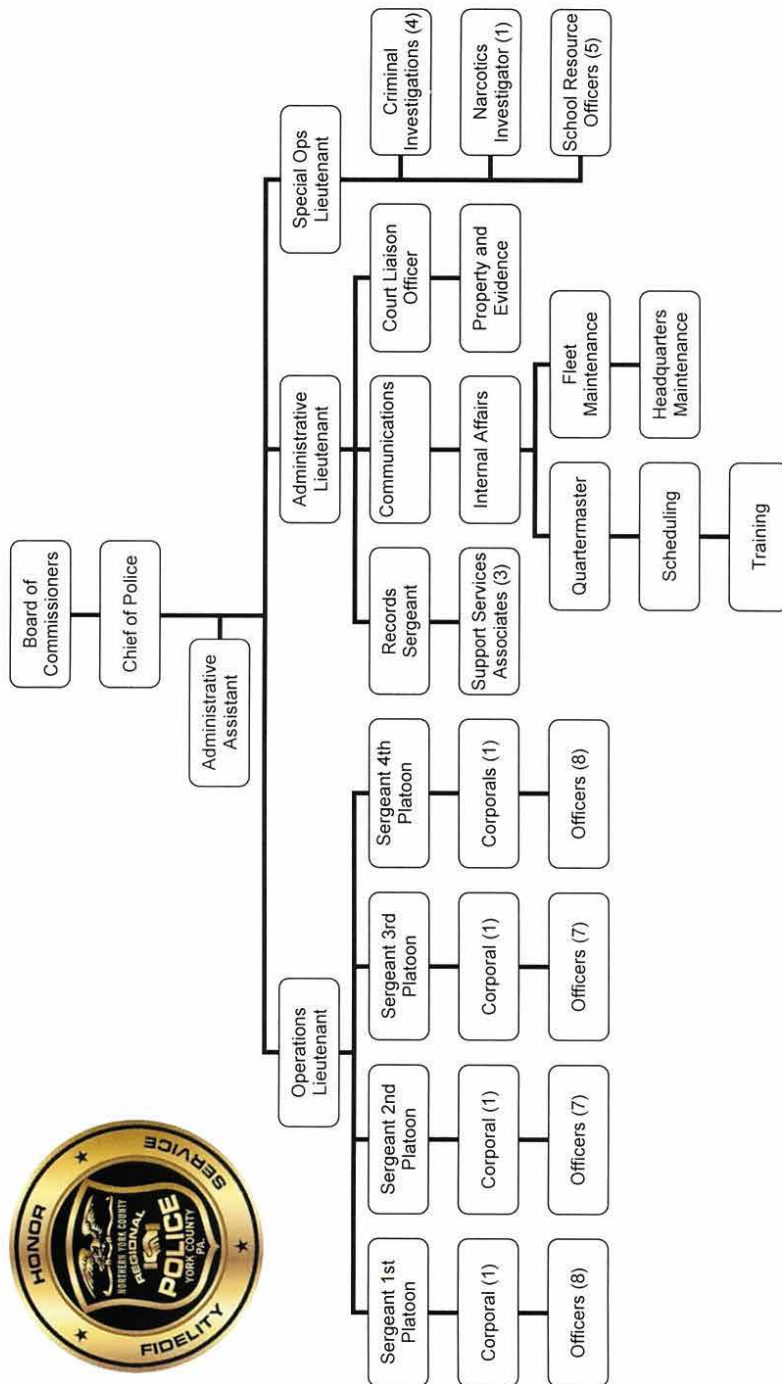 HONOR
SERVICE
FIDELITY
NORTHERN YORK COUNTY
REGIONAL
POLICE
YORK COUNTY
PA.
Board of
Commissioners
Chief of Police
Administrative
Assistant
Operations
Lieutenant
Administrative
Lieutenant
Special Ops
Lieutenant
Sergeant 1st
Platoon
Corporal (1)
Officers (8)
Sergeant 2nd
Platoon
Corporal (1)
Officers (7)
Sergeant 3rd
Platoon
Corporal (1)
Officers (7)
Sergeant 4th
Platoon
Corporals (1)
Officers (8)
Records
Sergeant
Support Services
Associates (3)
Communications
Internal Affairs
Quartermaster
Scheduling
Training
Fleet
Maintenance
Headquarters
Maintenance
Court Liaison
Officer
Property and
Evidence
Criminal
Investigations (4)
Narcotics
Investigator (1)
School Resource
Officers (5)